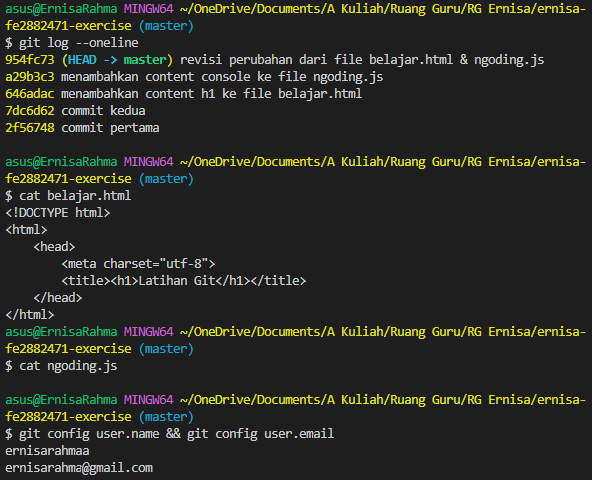 asus@ErnisaRahma MINGW64 ~/OneDrive/Documents/A Kuliah/Ruang Guru/RG Ernisa/ernisa-
fe2882471-exercise (master)
$ git log --oneline
954fc73 (HEAD -> master) revisi perubahan dari file belajar.html & ngoding.js
a29b3c3 menambahkan content console ke file ngoding.js
646adac menambahkan content h1 ke file belajar.html
7dc6d62 commit kedua
2f56748 commit pertama
asus@ErnisaRahma MINGW64 ~/OneDrive/Documents/A Kuliah/Ruang Guru/RG Ernisa/ernisa-
fe2882471-exercise (master)
$ cat belajar.html
<!DOCTYPE html>
<html>
    <head>
        <meta charset="utf-8">
        <title><h1>Latihan Git</h1></title>
    </head>
</html>
asus@ErnisaRahma MINGW64 ~/OneDrive/Documents/A Kuliah/Ruang Guru/RG Ernisa/ernisa-
fe2882471-exercise (master)
$ cat ngoding.js
asus@ErnisaRahma MINGW64 ~/OneDrive/Documents/A Kuliah/Ruang Guru/RG Ernisa/ernisa-
fe2882471-exercise (master)
$ git config user.name && git config user.email
ernisarahmaa
ernisarahma@gmail.com